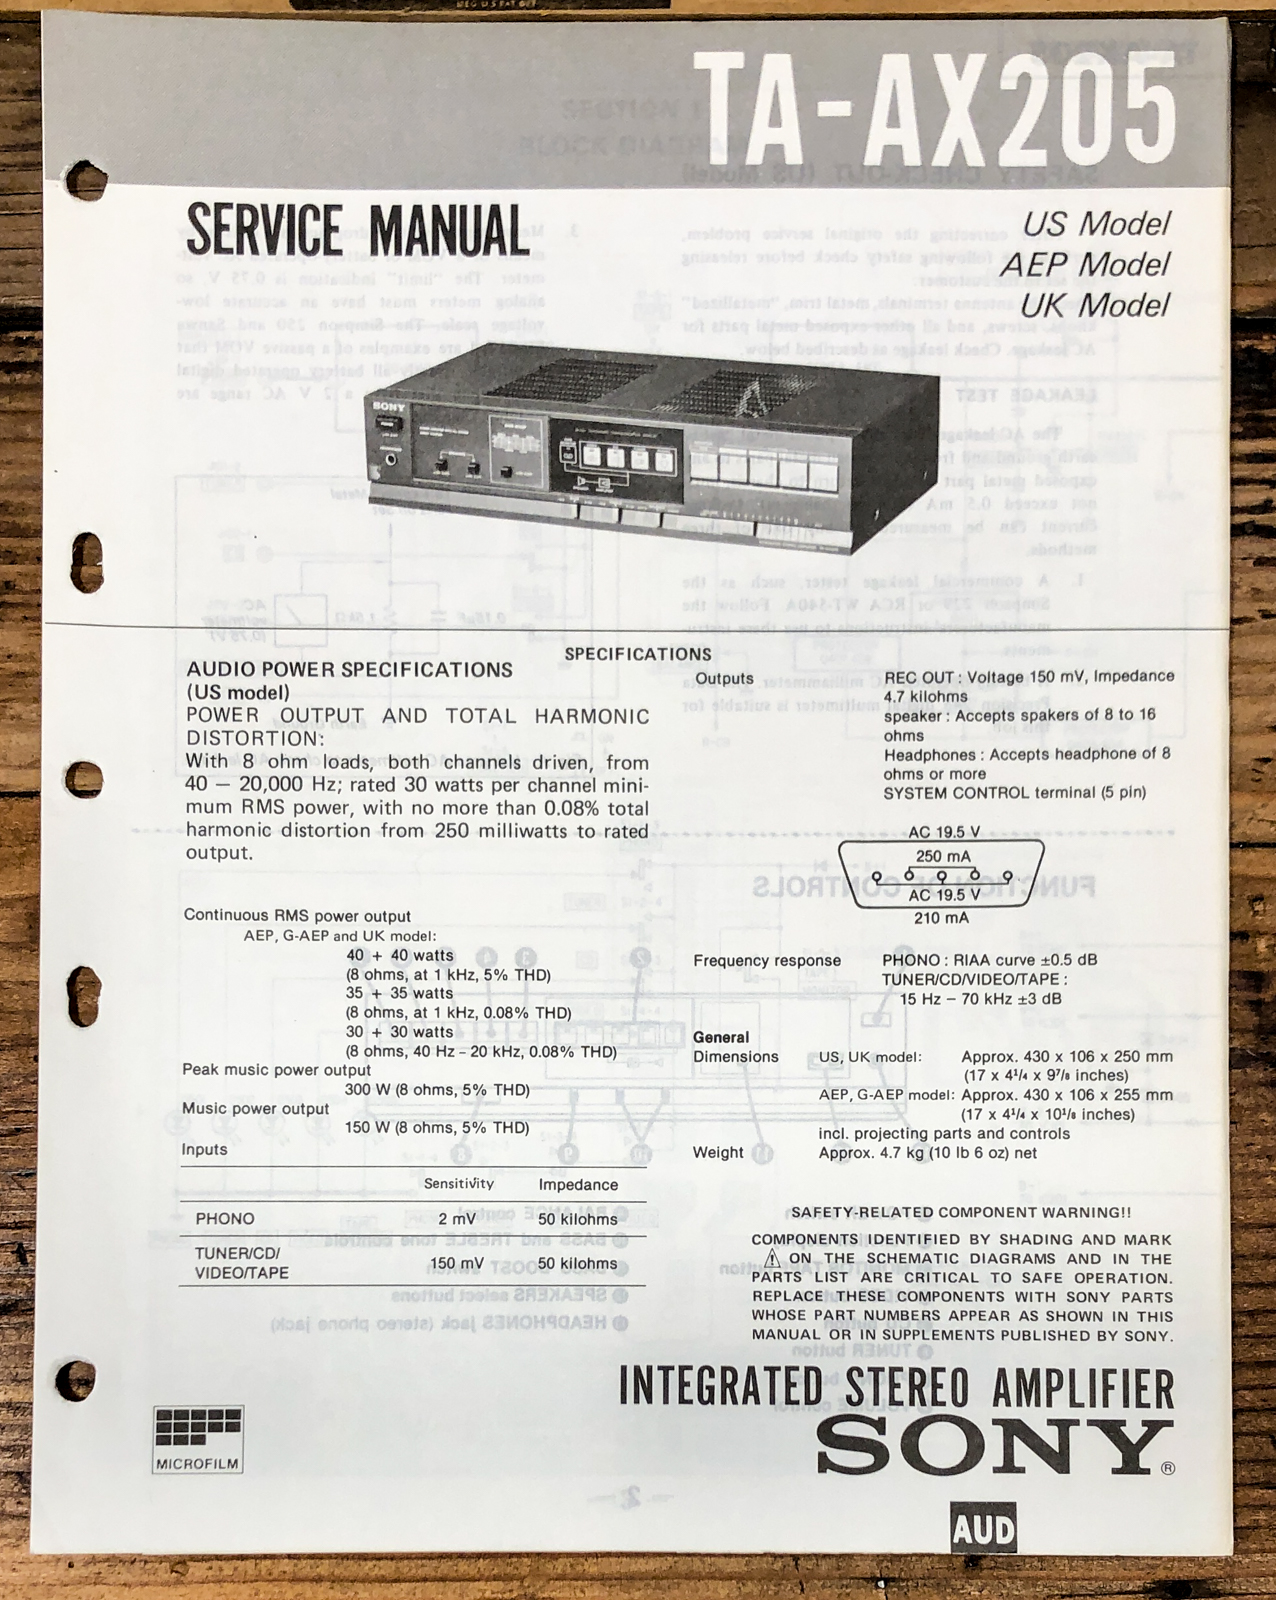 TA-AX205
SERVICE MANUAL
US Model
AEP Model
UK Model
SONY
SPECIFICATIONS
AUDIO POWER SPECIFICATIONS
(US model)
POWER OUTPUT AND TOTAL HARMONIC
DISTORTION:
With 8 ohm loads, both channels driven, from
40 — 20,000 Hz; rated 30 watts per channel mini-
mum RMS power, with no more than 0.08% total
harmonic distortion from 250 milliwatts to rated
output.
Continuous RMS power output
AEP, G-AEP and UK model:
40 + 40 watts
(8 ohms, at 1 kHz, 5% THD)
35 + 35 watts
(8 ohms, at 1 kHz, 0.08% THD)
30 + 30 watts
(8 ohms, 40 Hz – 20 kHz, 0.08% THD)
Peak music power output
300 W (8 ohms, 5% THD)
Music power output
150 W (8 ohms, 5% THD)
Inputs
Sensitivity Impedance
PHONO 2 mV 50 kilohms
TUNER/CD/
VIDEO/TAPE 150 mV 50 kilohms
Outputs REC OUT : Voltage 150 mV, Impedance
4.7 kilohms
speaker : Accepts spakers of 8 to 16
ohms
Headphones : Accepts headphone of 8
ohms or more
SYSTEM CONTROL terminal (5 pin)
AC 19.5 V
250 mA
AC 19.5 V
210 mA
Frequency response PHONO : RIAA curve ±0.5 dB
TUNER/CD/VIDEO/TAPE :
15 Hz – 70 kHz ±3 dB
General
Dimensions US, UK model: Approx. 430 x 106 x 250 mm
(17 x 4¹/₄ x 9⁷/₈ inches)
AEP, G-AEP model: Approx. 430 x 106 x 255 mm
(17 x 4¹/₄ x 10¹/₈ inches)
incl. projecting parts and controls
Weight Approx. 4.7 kg (10 lb 6 oz) net
SAFETY-RELATED COMPONENT WARNING!!
COMPONENTS IDENTIFIED BY SHADING AND MARK
⚠ ON THE SCHEMATIC DIAGRAMS AND IN THE
PARTS LIST ARE CRITICAL TO SAFE OPERATION.
REPLACE THESE COMPONENTS WITH SONY PARTS
WHOSE PART NUMBERS APPEAR AS SHOWN IN THIS
MANUAL OR IN SUPPLEMENTS PUBLISHED BY SONY.
INTEGRATED STEREO AMPLIFIER
SONY®
MICROFILM
AUD